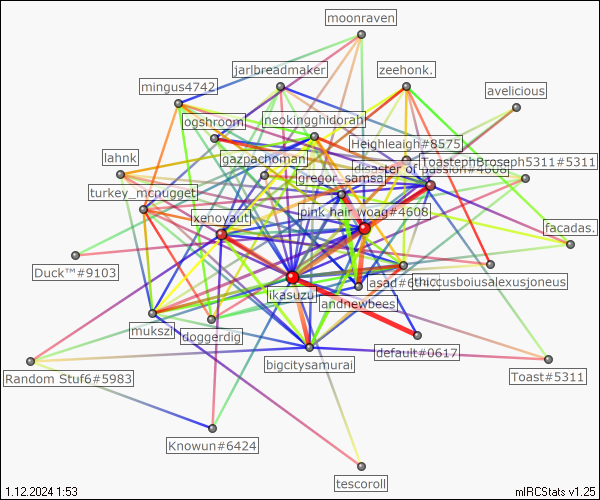 moonraven
jarlbreadmaker
zeehonk.
mingus4742
avelicious
ogshroom
neokingghidorah
Heighleaigh#8575
lahnk
gazpachoman
ToastephBroseph5311#5311
gregor_samsa
disaster of passion#4608
turkey_mcnugget
xenoyaut
pink hair woag#4608
facadas.
Duck™#9103
ikasuzu
asad#6
thiccusboiusalexusjoneus
andnewbees
mukszi
doggerdig
default#0617
bigcitysamurai
Random Stuf6#5983
Toast#5311
Knowun#6424
tescoroll
1.12.2024 1:53
mIRCStats v1.25